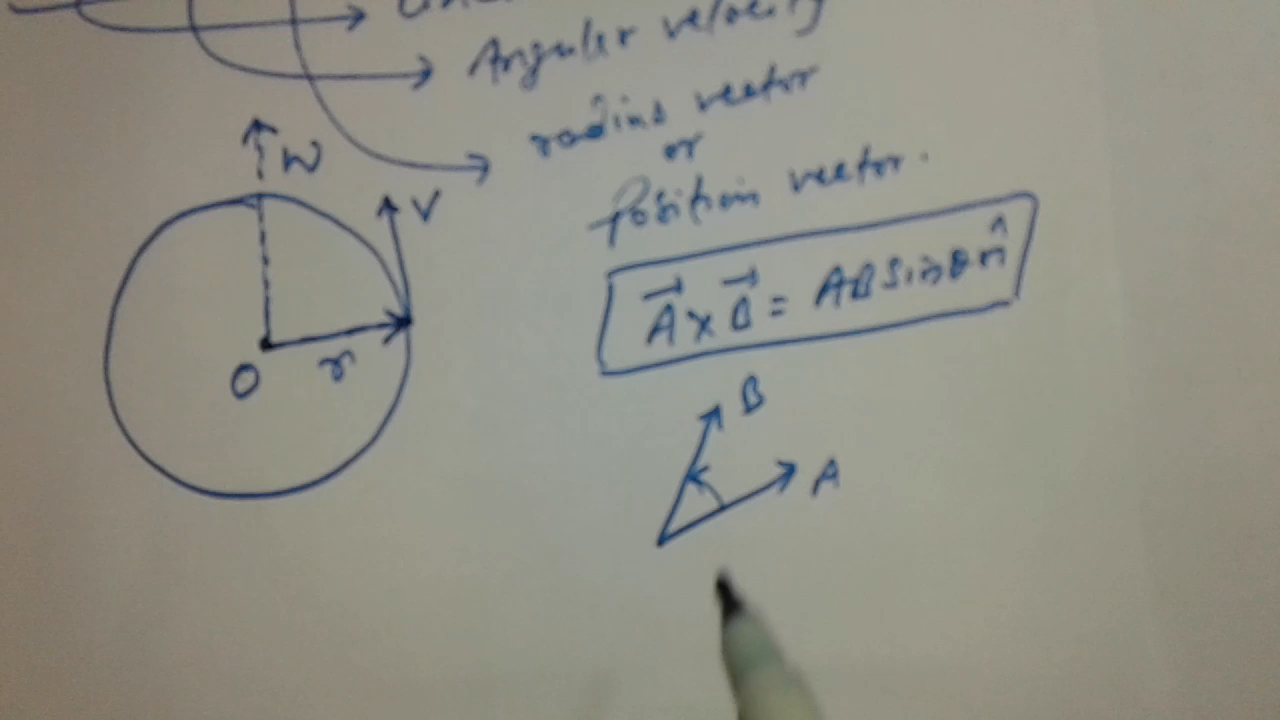 Angular velocity
radius vector
or
position vector.
W
V
A × B = AB sinθ n̂
O
r
B
A